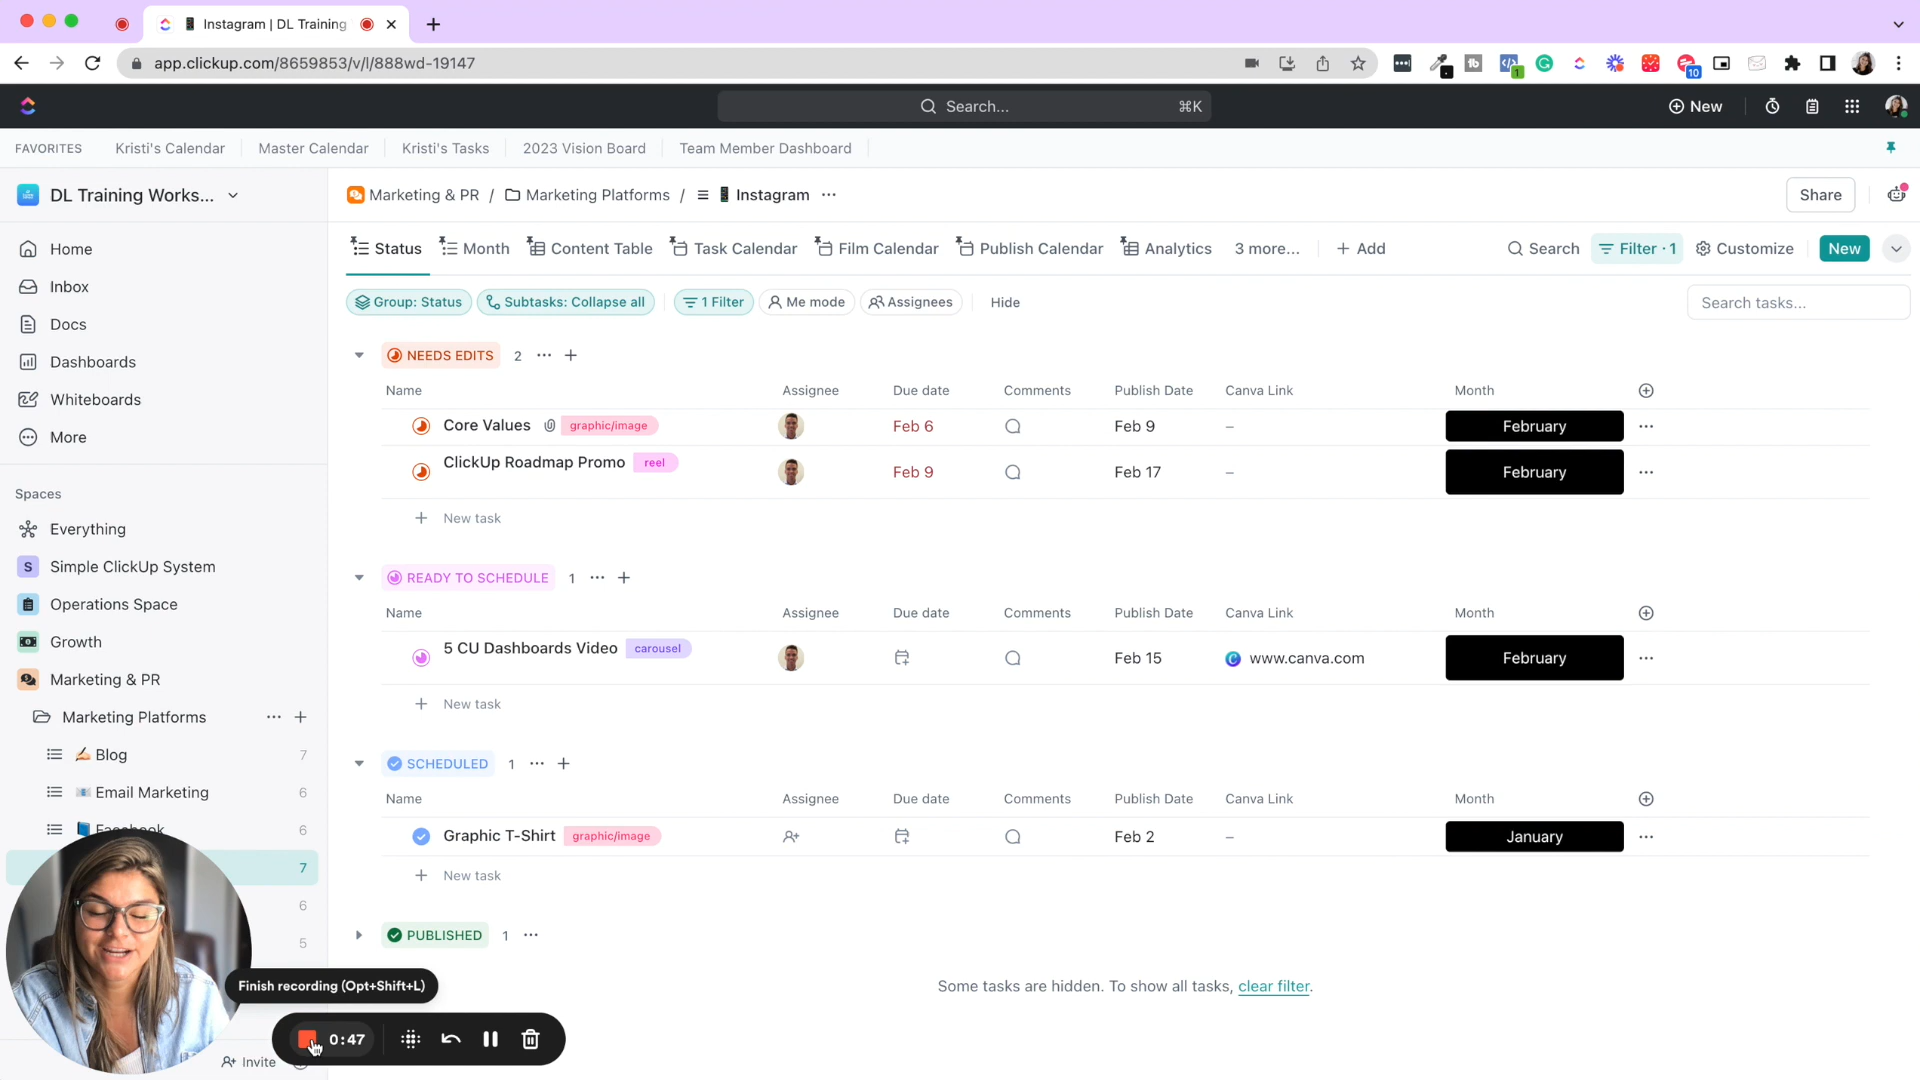 Instagram | DL Training
app.clickup.com/8659853/v/l/888wd-19147
1
10
Search...
⌘K
New
FAVORITES
Kristi's Calendar
Master Calendar
Kristi's Tasks
2023 Vision Board
Team Member Dashboard
DL Training Works...
Marketing & PR / Marketing Platforms / Instagram
Share
Home
Inbox
Docs
Dashboards
Whiteboards
More
Status
Month
Content Table
Task Calendar
Film Calendar
Publish Calendar
Analytics
3 more...
+ Add
Search
Filter · 1
Customize
New
Group: Status
Subtasks: Collapse all
1 Filter
Me mode
Assignees
Hide
Search tasks...
NEEDS EDITS 2
Name Assignee Due date Comments Publish Date Canva Link Month
Core Values graphic/image Feb 6 Feb 9 – February
ClickUp Roadmap Promo reel Feb 9 Feb 17 – February
+ New task
READY TO SCHEDULE 1
Name Assignee Due date Comments Publish Date Canva Link Month
5 CU Dashboards Video carousel Feb 15 www.canva.com February
+ New task
SCHEDULED 1
Name Assignee Due date Comments Publish Date Canva Link Month
Graphic T-Shirt graphic/image Feb 2 – January
+ New task
PUBLISHED 1
Some tasks are hidden. To show all tasks, clear filter.
Spaces
Everything
S Simple ClickUp System
Operations Space
Growth
Marketing & PR
Marketing Platforms
Blog 7
Email Marketing 6
Facebook 6
7
6
5
Finish recording (Opt+Shift+L)
0:47
Invite